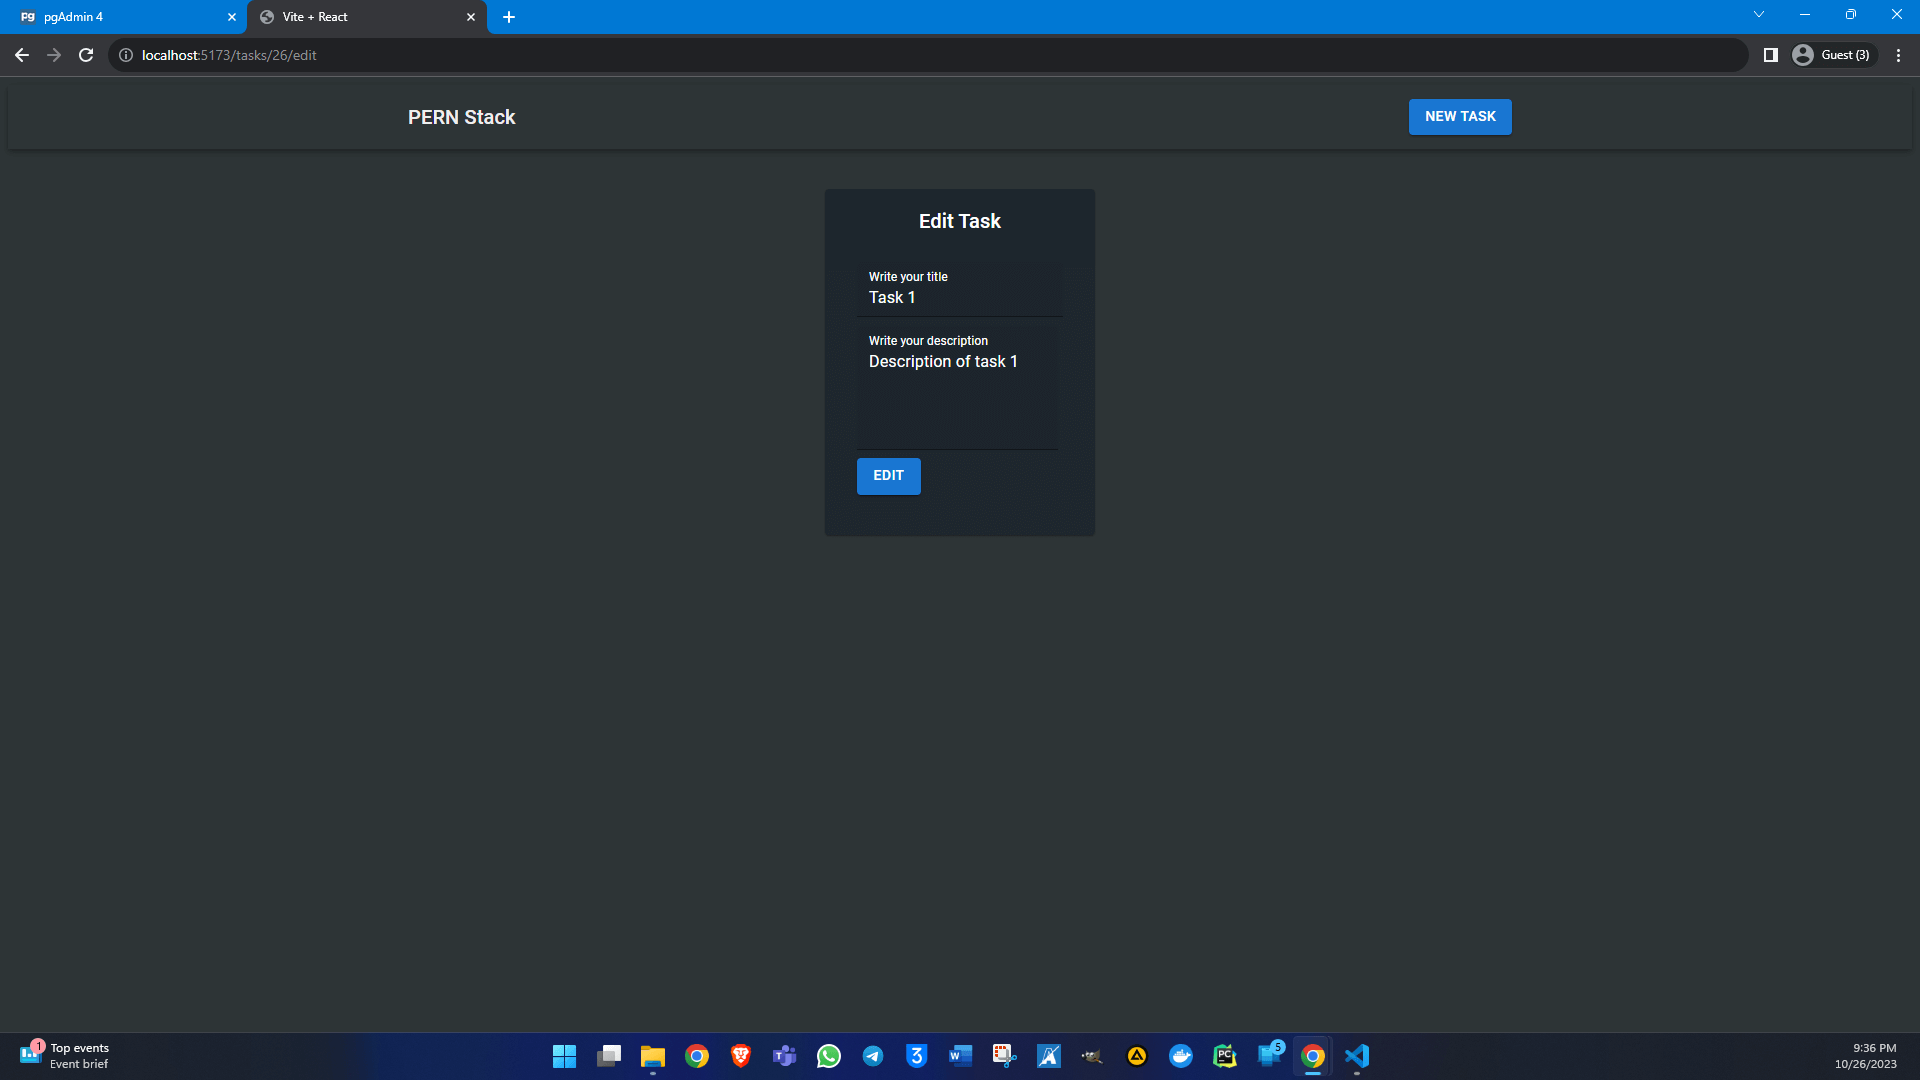 pgAdmin 4
Vite + React
localhost:5173/tasks/26/edit
Guest (3)
PERN Stack
NEW TASK
Edit Task
Write your title
Task 1
Write your description
Description of task 1
EDIT
1
Top events
Event brief
5
9:36 PM
10/26/2023